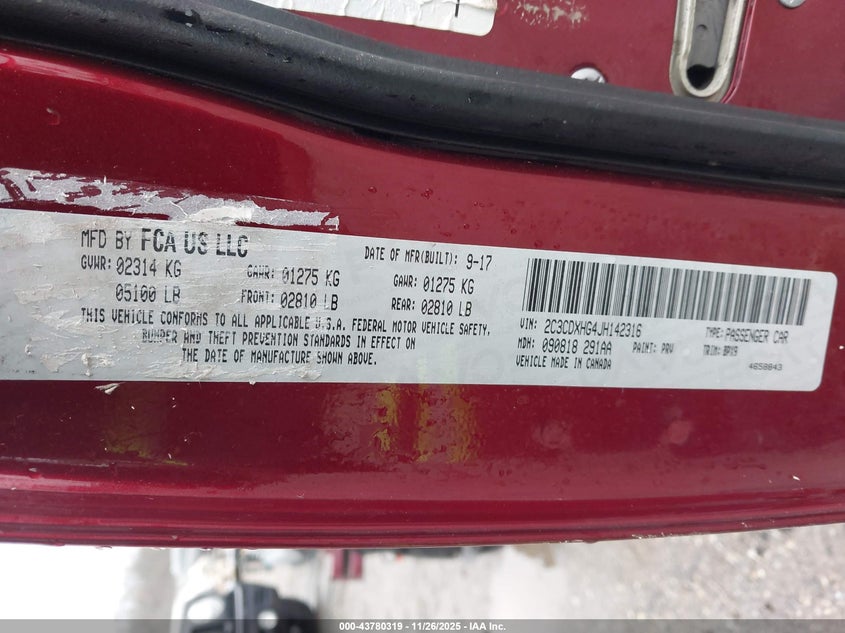 MFD BY FCA US LLC
DATE OF MFR(BUILT): 9-17
GVWR: 02314 KG
GAWR: 01275 KG
GAWR: 01275 KG
05100 LB
FRONT: 02810 LB
REAR: 02810 LB
THIS VEHICLE CONFORMS TO ALL APPLICABLE U.S.A. FEDERAL MOTOR VEHICLE SAFETY,
BUMPER AND THEFT PREVENTION STANDARDS IN EFFECT ON
THE DATE OF MANUFACTURE SHOWN ABOVE.
VIN: 2C3CDXHG4JH142316
TYPE: PASSENGER CAR
MDH: 090818 291AA
PAINT: PRV
TRIM: BPX9
VEHICLE MADE IN CANADA
4658843
000-43780319 - 11/26/2025 - IAA Inc.